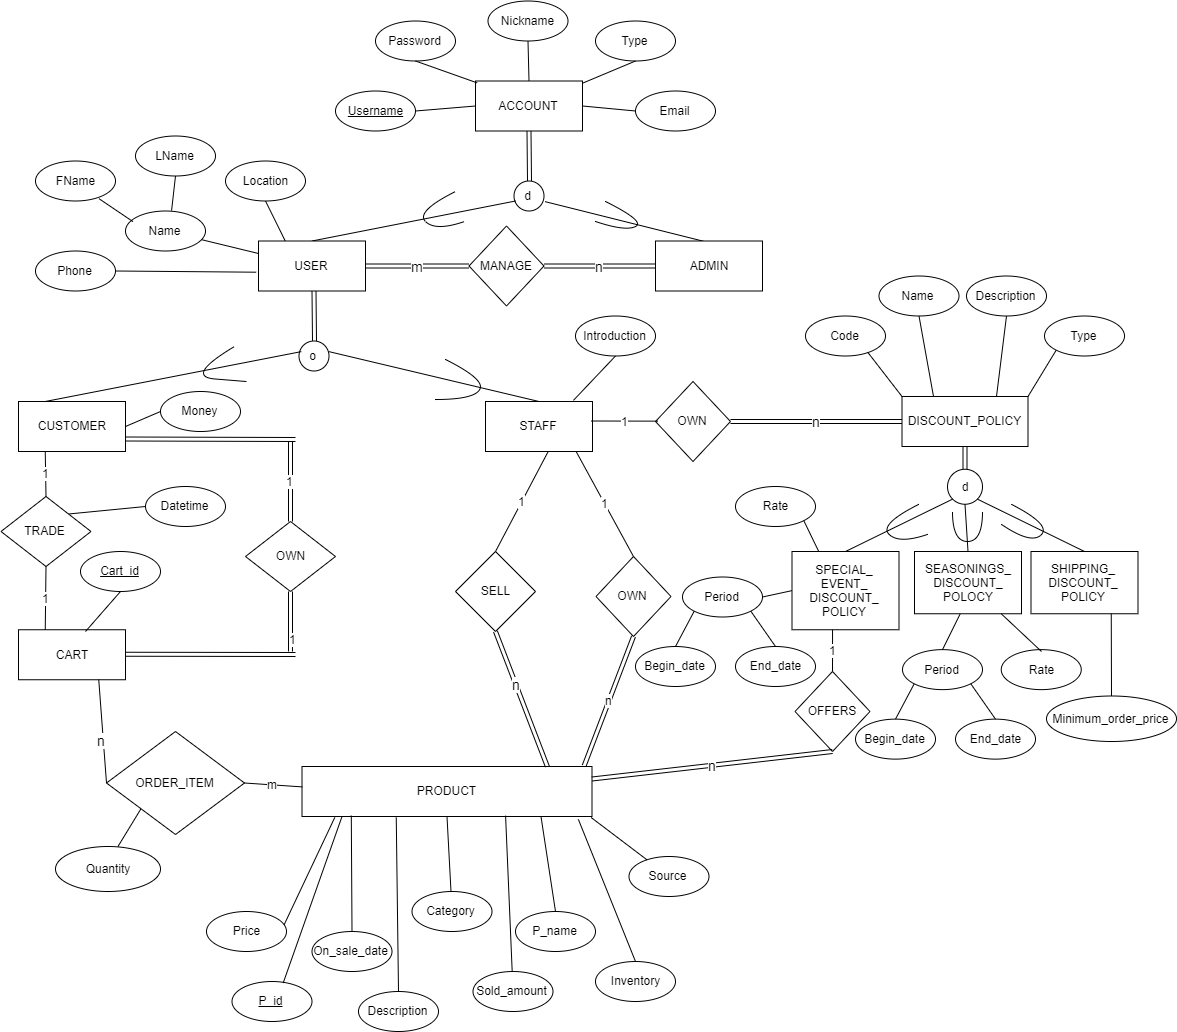 Nickname
Password
Type
Username
ACCOUNT
Email
LName
FName
Location
d
Name
Phone
USER
m
MANAGE
n
ADMIN
Name
Description
Introduction
Code
Type
o
CUSTOMER
Money
STAFF
1
OWN
n
DISCOUNT_POLICY
1
1
d
1
1
Datetime
Rate
TRADE
OWN
Cart_id
SPECIAL_
EVENT_
DISCOUNT_
POLICY
SEASONINGS_
DISCOUNT_
POLOCY
SHIPPING_
DISCOUNT_
POLICY
SELL
OWN
Period
1
1
CART
1
Begin_date
End_date
Period
Rate
n
n
OFFERS
Minimum_order_price
n
Begin_date
End_date
n
ORDER_ITEM
m
PRODUCT
Quantity
Source
Category
Price
P_name
On_sale_date
Inventory
Sold_amount
P_id
Description